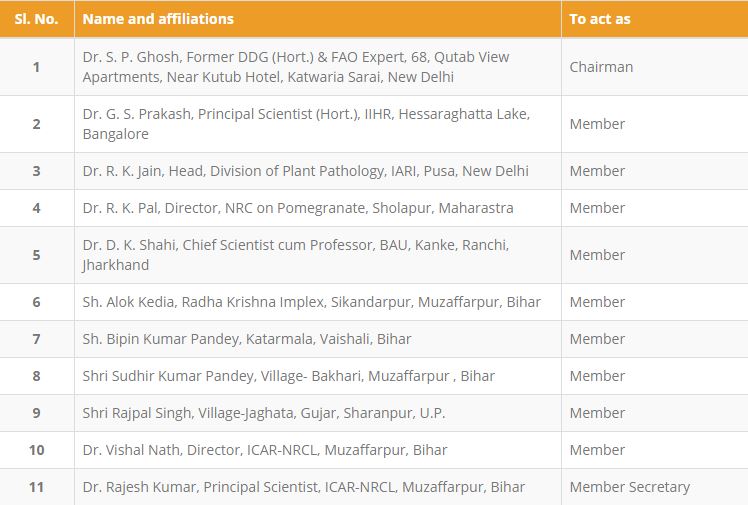 Sl. No. Name and affiliations To act as
1 Dr. S. P. Ghosh, Former DDG (Hort.) & FAO Expert, 68, Qutab View
Apartments, Near Kutub Hotel, Katwaria Sarai, New Delhi Chairman
2 Dr. G. S. Prakash, Principal Scientist (Hort.), IIHR, Hessaraghatta Lake,
Bangalore Member
3 Dr. R. K. Jain, Head, Division of Plant Pathology, IARI, Pusa, New Delhi Member
4 Dr. R. K. Pal, Director, NRC on Pomegranate, Sholapur, Maharastra Member
5 Dr. D. K. Shahi, Chief Scientist cum Professor, BAU, Kanke, Ranchi,
Jharkhand Member
6 Sh. Alok Kedia, Radha Krishna Implex, Sikandarpur, Muzaffarpur, Bihar Member
7 Sh. Bipin Kumar Pandey, Katarmala, Vaishali, Bihar Member
8 Shri Sudhir Kumar Pandey, Village- Bakhari, Muzaffarpur , Bihar Member
9 Shri Rajpal Singh, Village-Jaghata, Gujar, Sharanpur, U.P. Member
10 Dr. Vishal Nath, Director, ICAR-NRCL, Muzaffarpur, Bihar Member
11 Dr. Rajesh Kumar, Principal Scientist, ICAR-NRCL, Muzaffarpur, Bihar Member Secretary